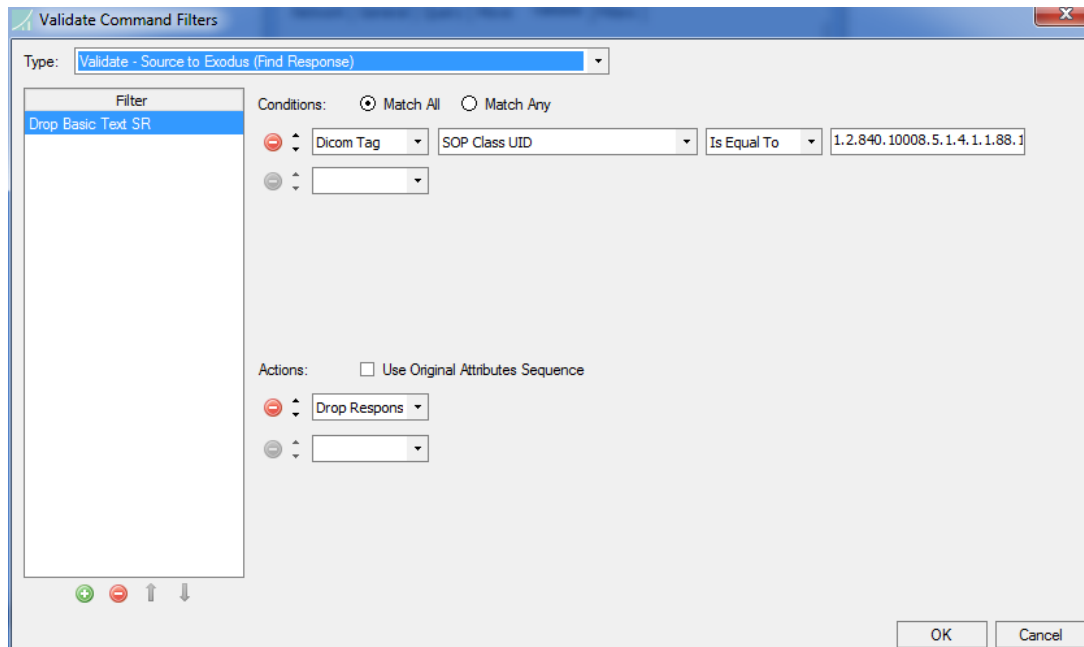 Validate Command Filters
Type: Validate - Source to Exodus (Find Response)
Filter
Drop Basic Text SR
Conditions: Match All Match Any
Dicom Tag SOP Class UID Is Equal To 1.2.840.10008.5.1.4.1.1.88.1
Actions: Use Original Attributes Sequence
Drop Respons
OK Cancel